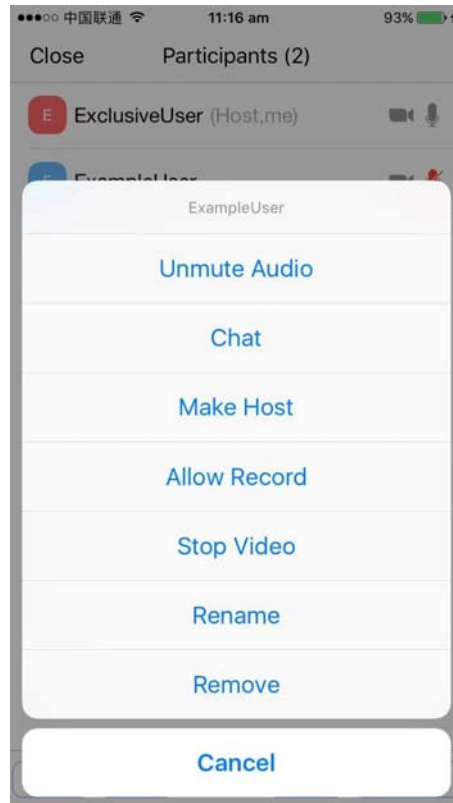 中国联通 11:16 am 93%
Close Participants (2)
E ExclusiveUser (Host,me)
ExampleUser
ExampleUser
Unmute Audio
Chat
Make Host
Allow Record
Stop Video
Rename
Remove
Cancel